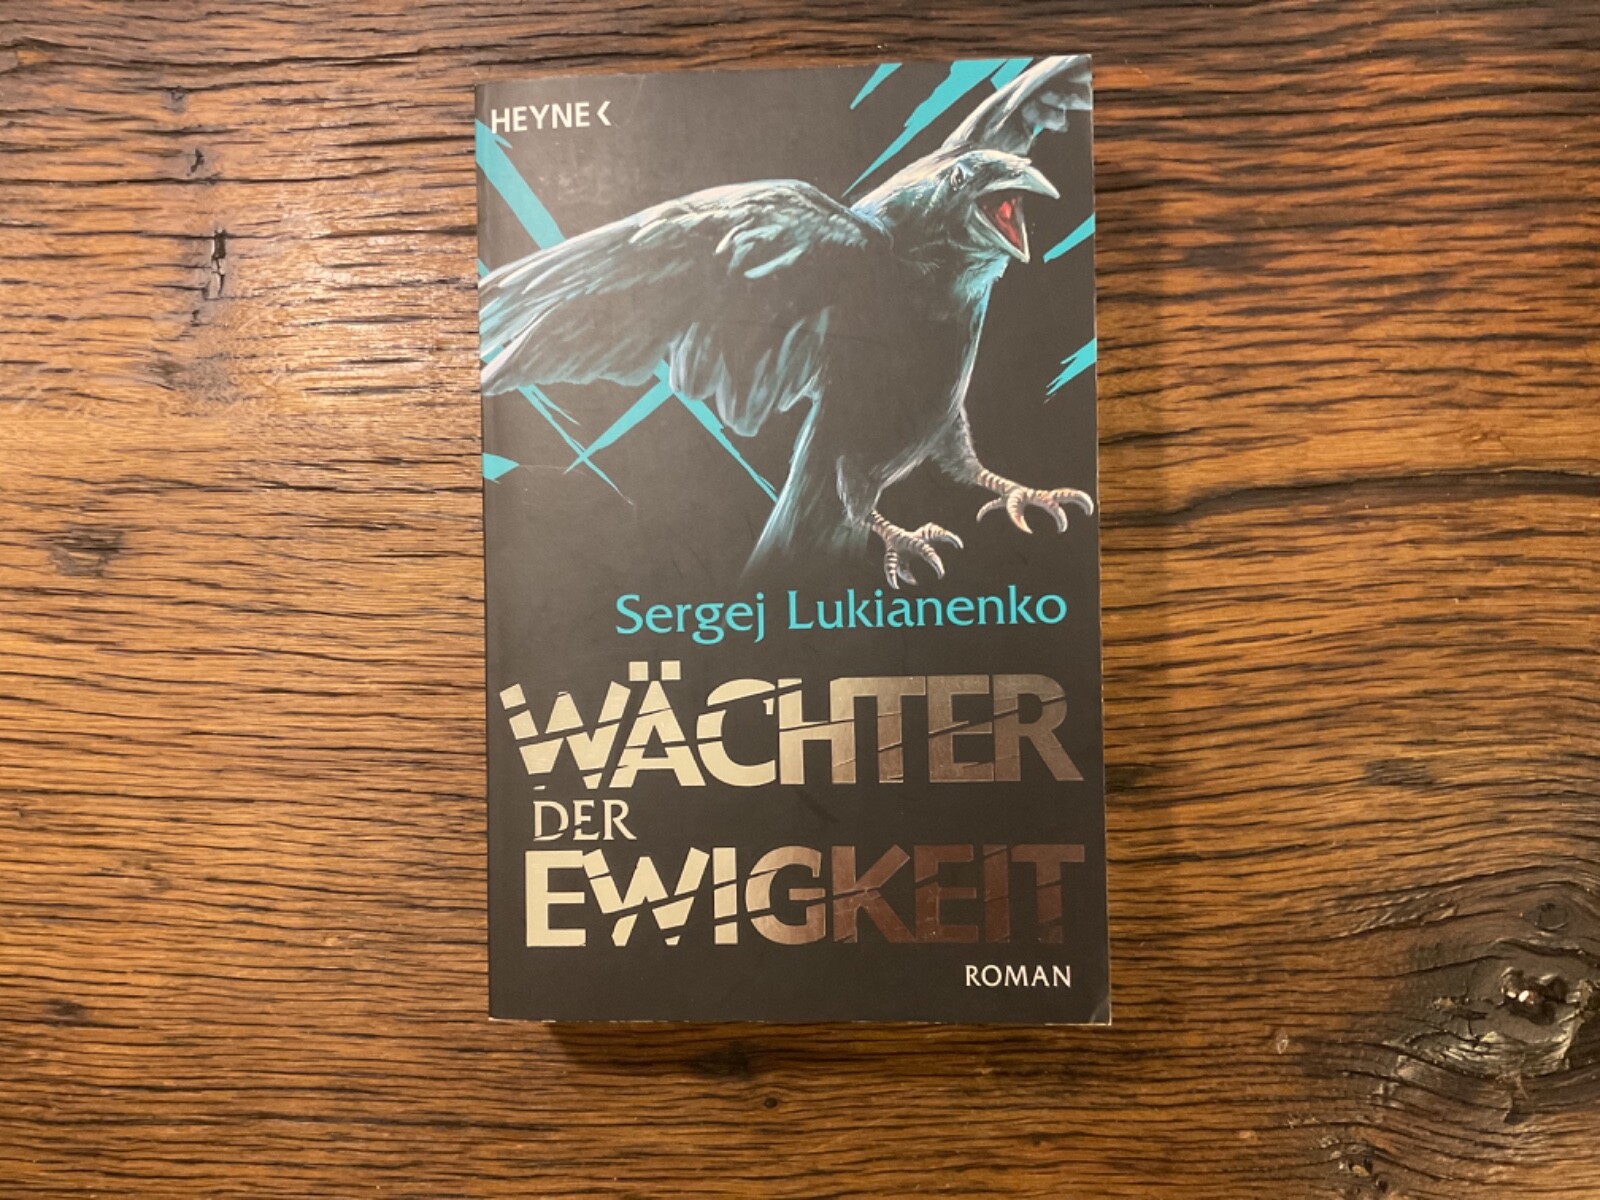 HEYNE <
Sergej Lukianenko
WÄCHTER
DER
EWIGKEIT
ROMAN